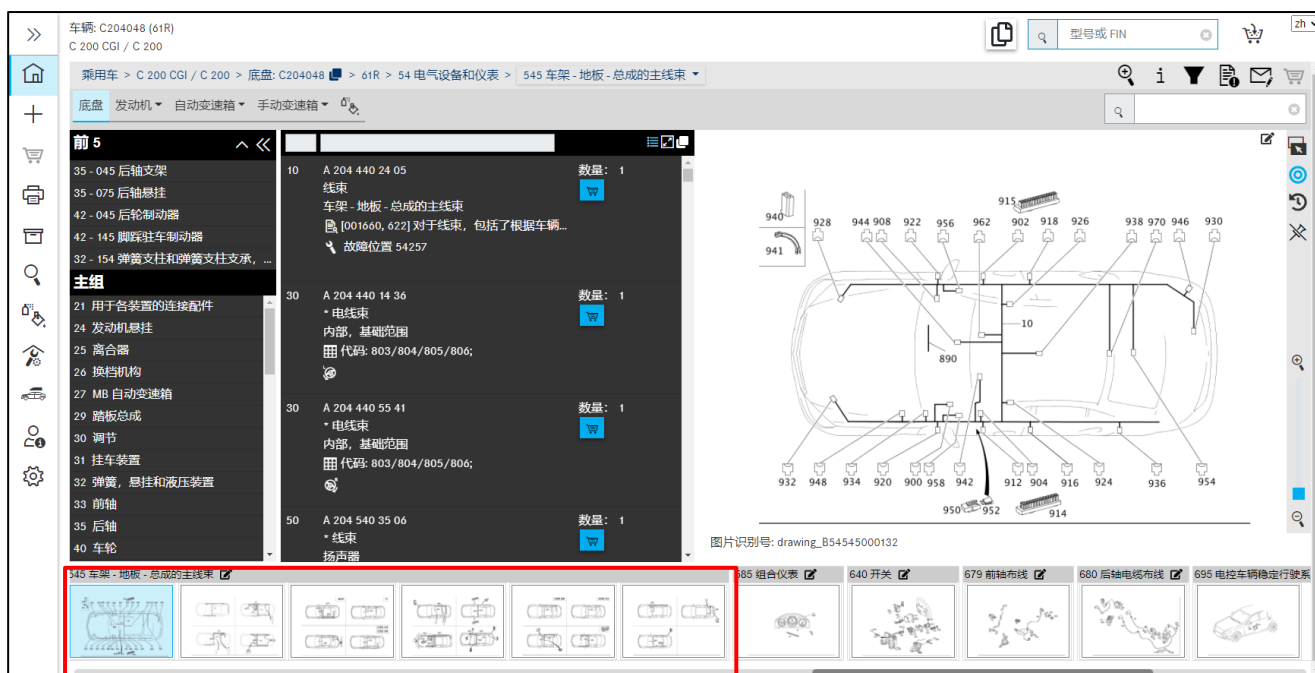 车辆: C204048 (61R)
C 200 CGI / C 200
型号或 FIN
zh
乘用车 > C 200 CGI / C 200 > 底盘: C204048 > 61R > 54 电气设备和仪表 > 545 车架 - 地板 - 总成的主线束
底盘 发动机 自动变速箱 手动变速箱
前 5
35 - 045 后轴支架
35 - 075 后轴悬挂
42 - 045 后轮制动器
42 - 145 脚踩驻车制动器
32 - 154 弹簧支柱和弹簧支柱支承, ...
主组
21 用于各装置的连接配件
24 发动机悬挂
25 离合器
26 换档机构
27 MB 自动变速箱
29 踏板总成
30 调节
31 挂车装置
32 弹簧，悬挂和液压装置
33 前轴
35 后轴
40 车轮
10 A 204 440 24 05 数量: 1
线束
车架 - 地板 - 总成的主线束
[001660, 622] 对于线束，包括了根据车辆...
故障位置 54257
30 A 204 440 14 36 数量: 1
* 电线束
内部，基础范围
代码: 803/804/805/806;
30 A 204 440 55 41 数量: 1
* 电线束
内部，基础范围
代码: 803/804/805/806;
50 A 204 540 35 06 数量: 1
* 线束
扬声器
915
940 928 944 908 922 956 962 902 918 926 938 970 946 930
941
10
890
932 948 934 920 900 958 942 912 904 916 924 936 954
950 952 914
图片识别号: drawing_B54545000132
545 车架 - 地板 - 总成的主线束
585 组合仪表
640 开关
679 前轴布线
680 后轴电缆布线
695 电控车辆稳定行驶系